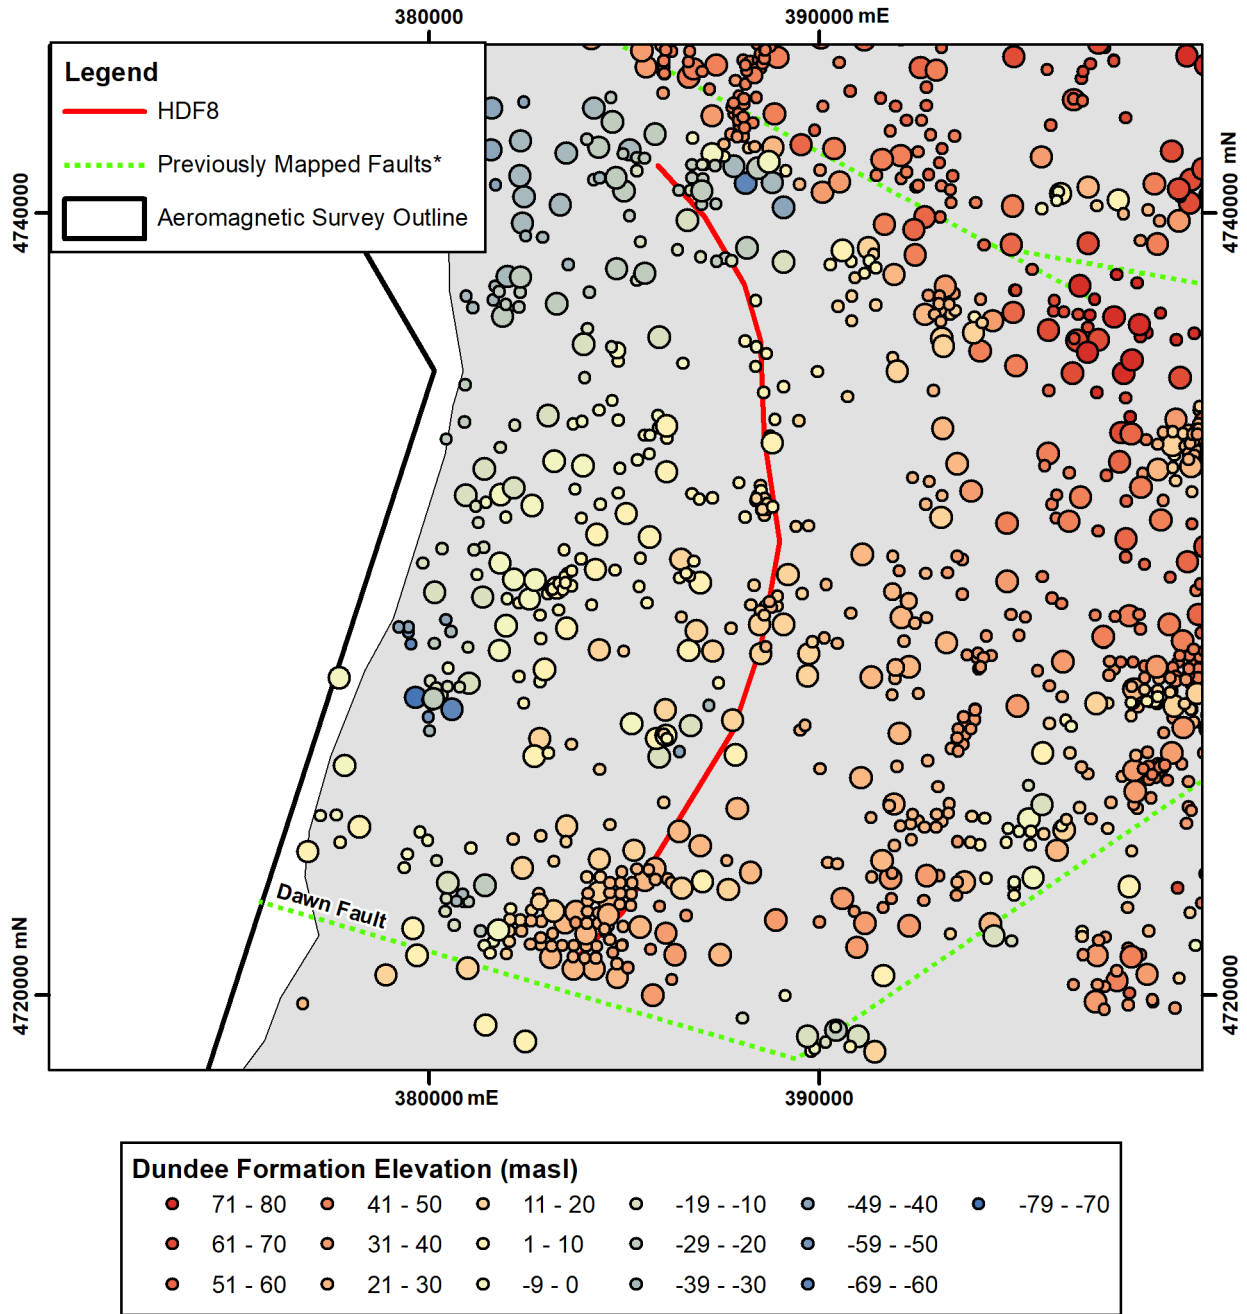 380000
390000 mE
Legend
HDF8
Previously Mapped Faults*
Aeromagnetic Survey Outline
4740000
4740000 mN
Dawn Fault
4720000 mN
4720000
380000 mE
390000
Dundee Formation Elevation (masl)
71 - 80
41 - 50
11 - 20
-19 - -10
-49 - -40
-79 - -70
61 - 70
31 - 40
1 - 10
-29 - -20
-59 - -50
51 - 60
21 - 30
-9 - 0
-39 - -30
-69 - -60